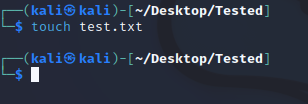 ┌──(kali㉿kali)-[~/Desktop/Tested]
└─$ touch test.txt
┌──(kali㉿kali)-[~/Desktop/Tested]
└─$